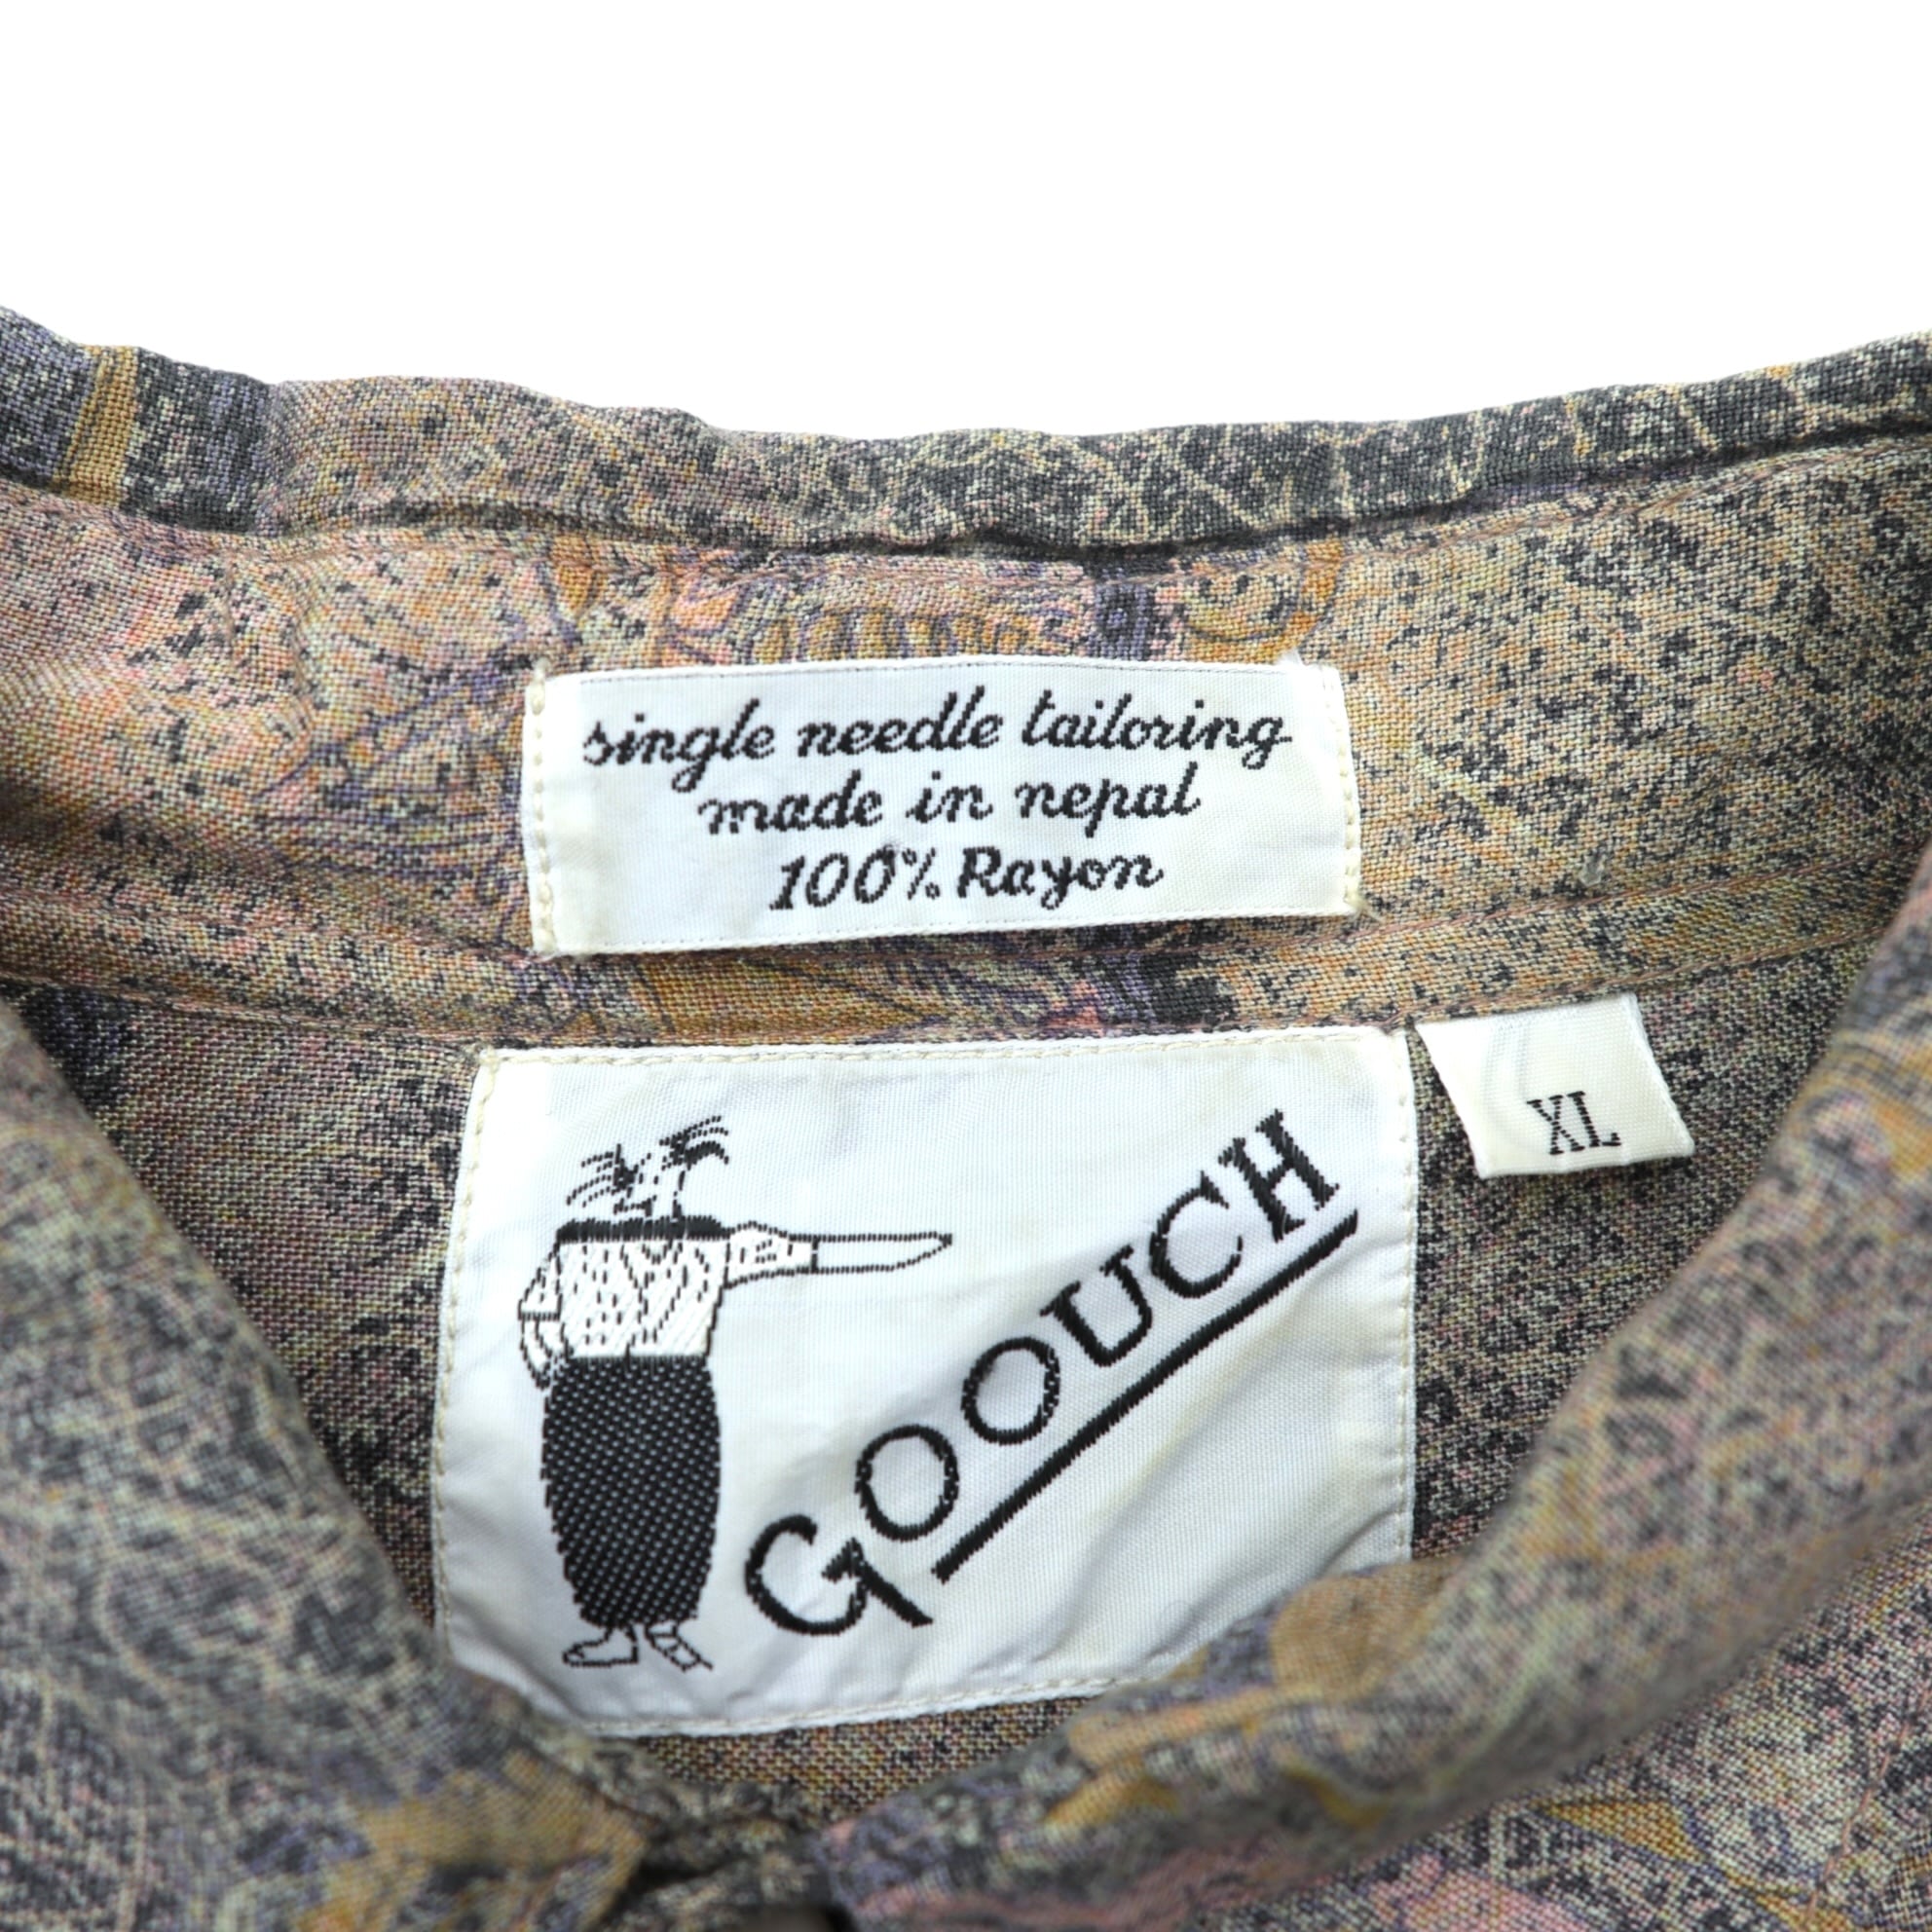 single needle tailoring
made in nepal
100% Rayon
XL
GOOUCH